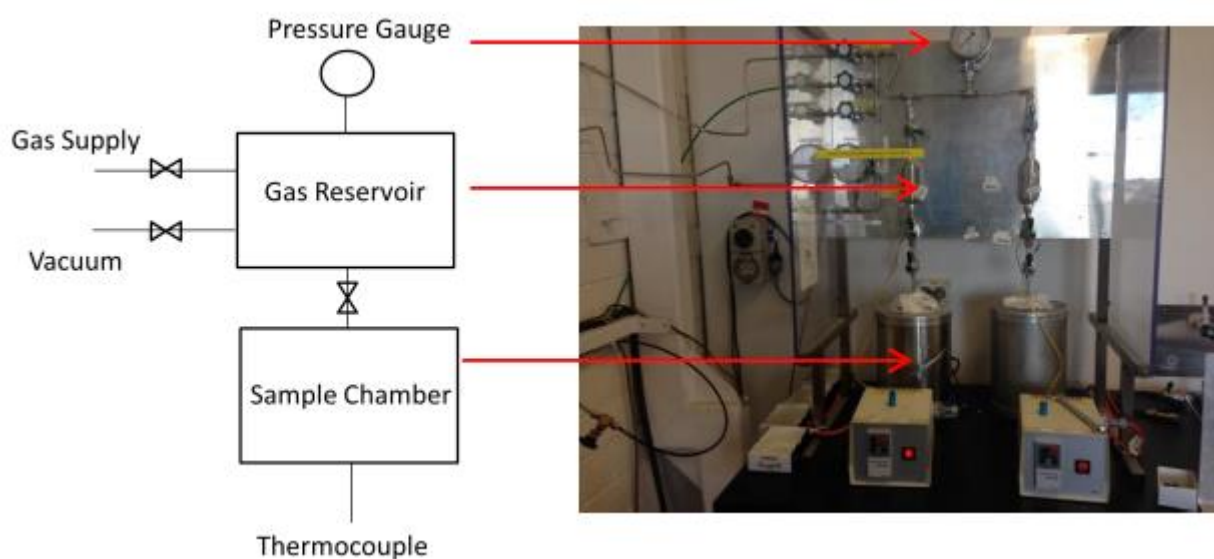 Pressure Gauge
Gas Supply
Gas Reservoir
Vacuum
Sample Chamber
Thermocouple